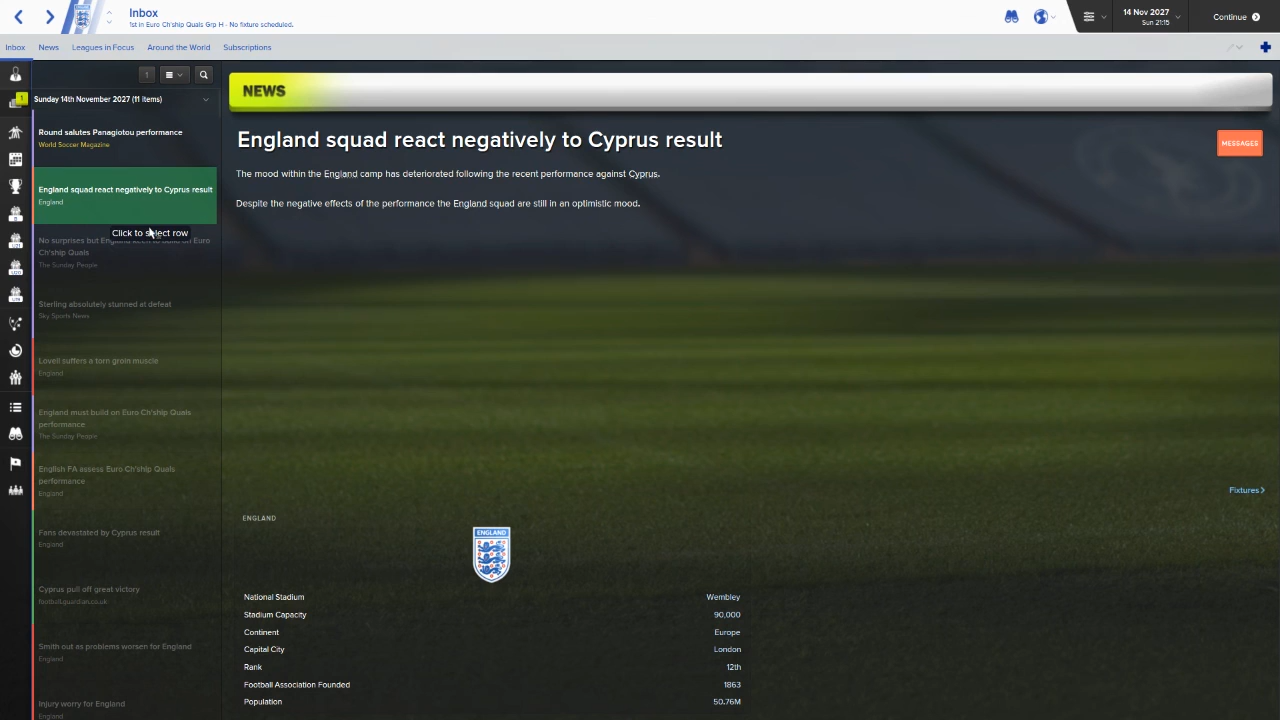 Inbox
1st in Euro Ch'ship Quals Grp H - No fixture scheduled.
14 Nov 2027
Sun 21:15
Continue
Inbox
News
Leagues in Focus
Around the World
Subscriptions
1
1
Sunday 14th November 2027 (11 items)
NEWS
Round salutes Panagiotou performance
World Soccer Magazine
England squad react negatively to Cyprus result
England
Click to select row
No surprises but England keen to build on Euro
Ch'ship Quals
The Sunday People
Sterling absolutely stunned at defeat
Sky Sports News
Lovell suffers a torn groin muscle
England
England must build on Euro Ch'ship Quals
performance
The Sunday People
English FA assess Euro Ch'ship Quals
performance
England
Fans devastated by Cyprus result
England
Cyprus pull off great victory
football.guardian.co.uk
Smith out as problems worsen for England
England
Injury worry for England
England
England squad react negatively to Cyprus result
MESSAGES
The mood within the England camp has deteriorated following the recent performance against Cyprus.
Despite the negative effects of the performance the England squad are still in an optimistic mood.
Fixtures
ENGLAND
ENGLAND
National Stadium Wembley
Stadium Capacity 90,000
Continent Europe
Capital City London
Rank 12th
Football Association Founded 1863
Population 50.76M